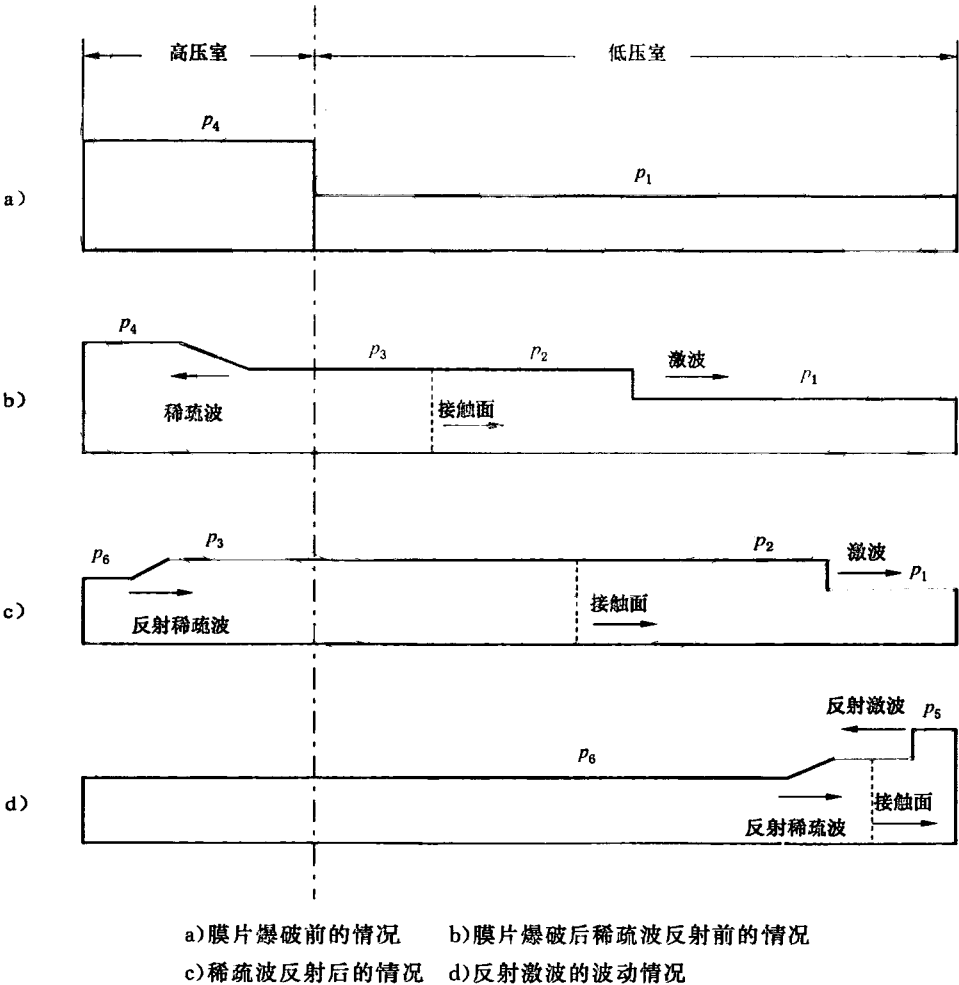 高压室 低压室
p4
p1
a)
p4
p3 p2 激波 p1
b)
稀疏波 接触面
p6 p3 p2 激波 p1
c)
反射稀疏波 接触面
反射激波 p5
p6
d)
接触面
反射稀疏波
a)膜片爆破前的情况 b)膜片爆破后稀疏波反射前的情况
c)稀疏波反射后的情况 d)反射激波的波动情况